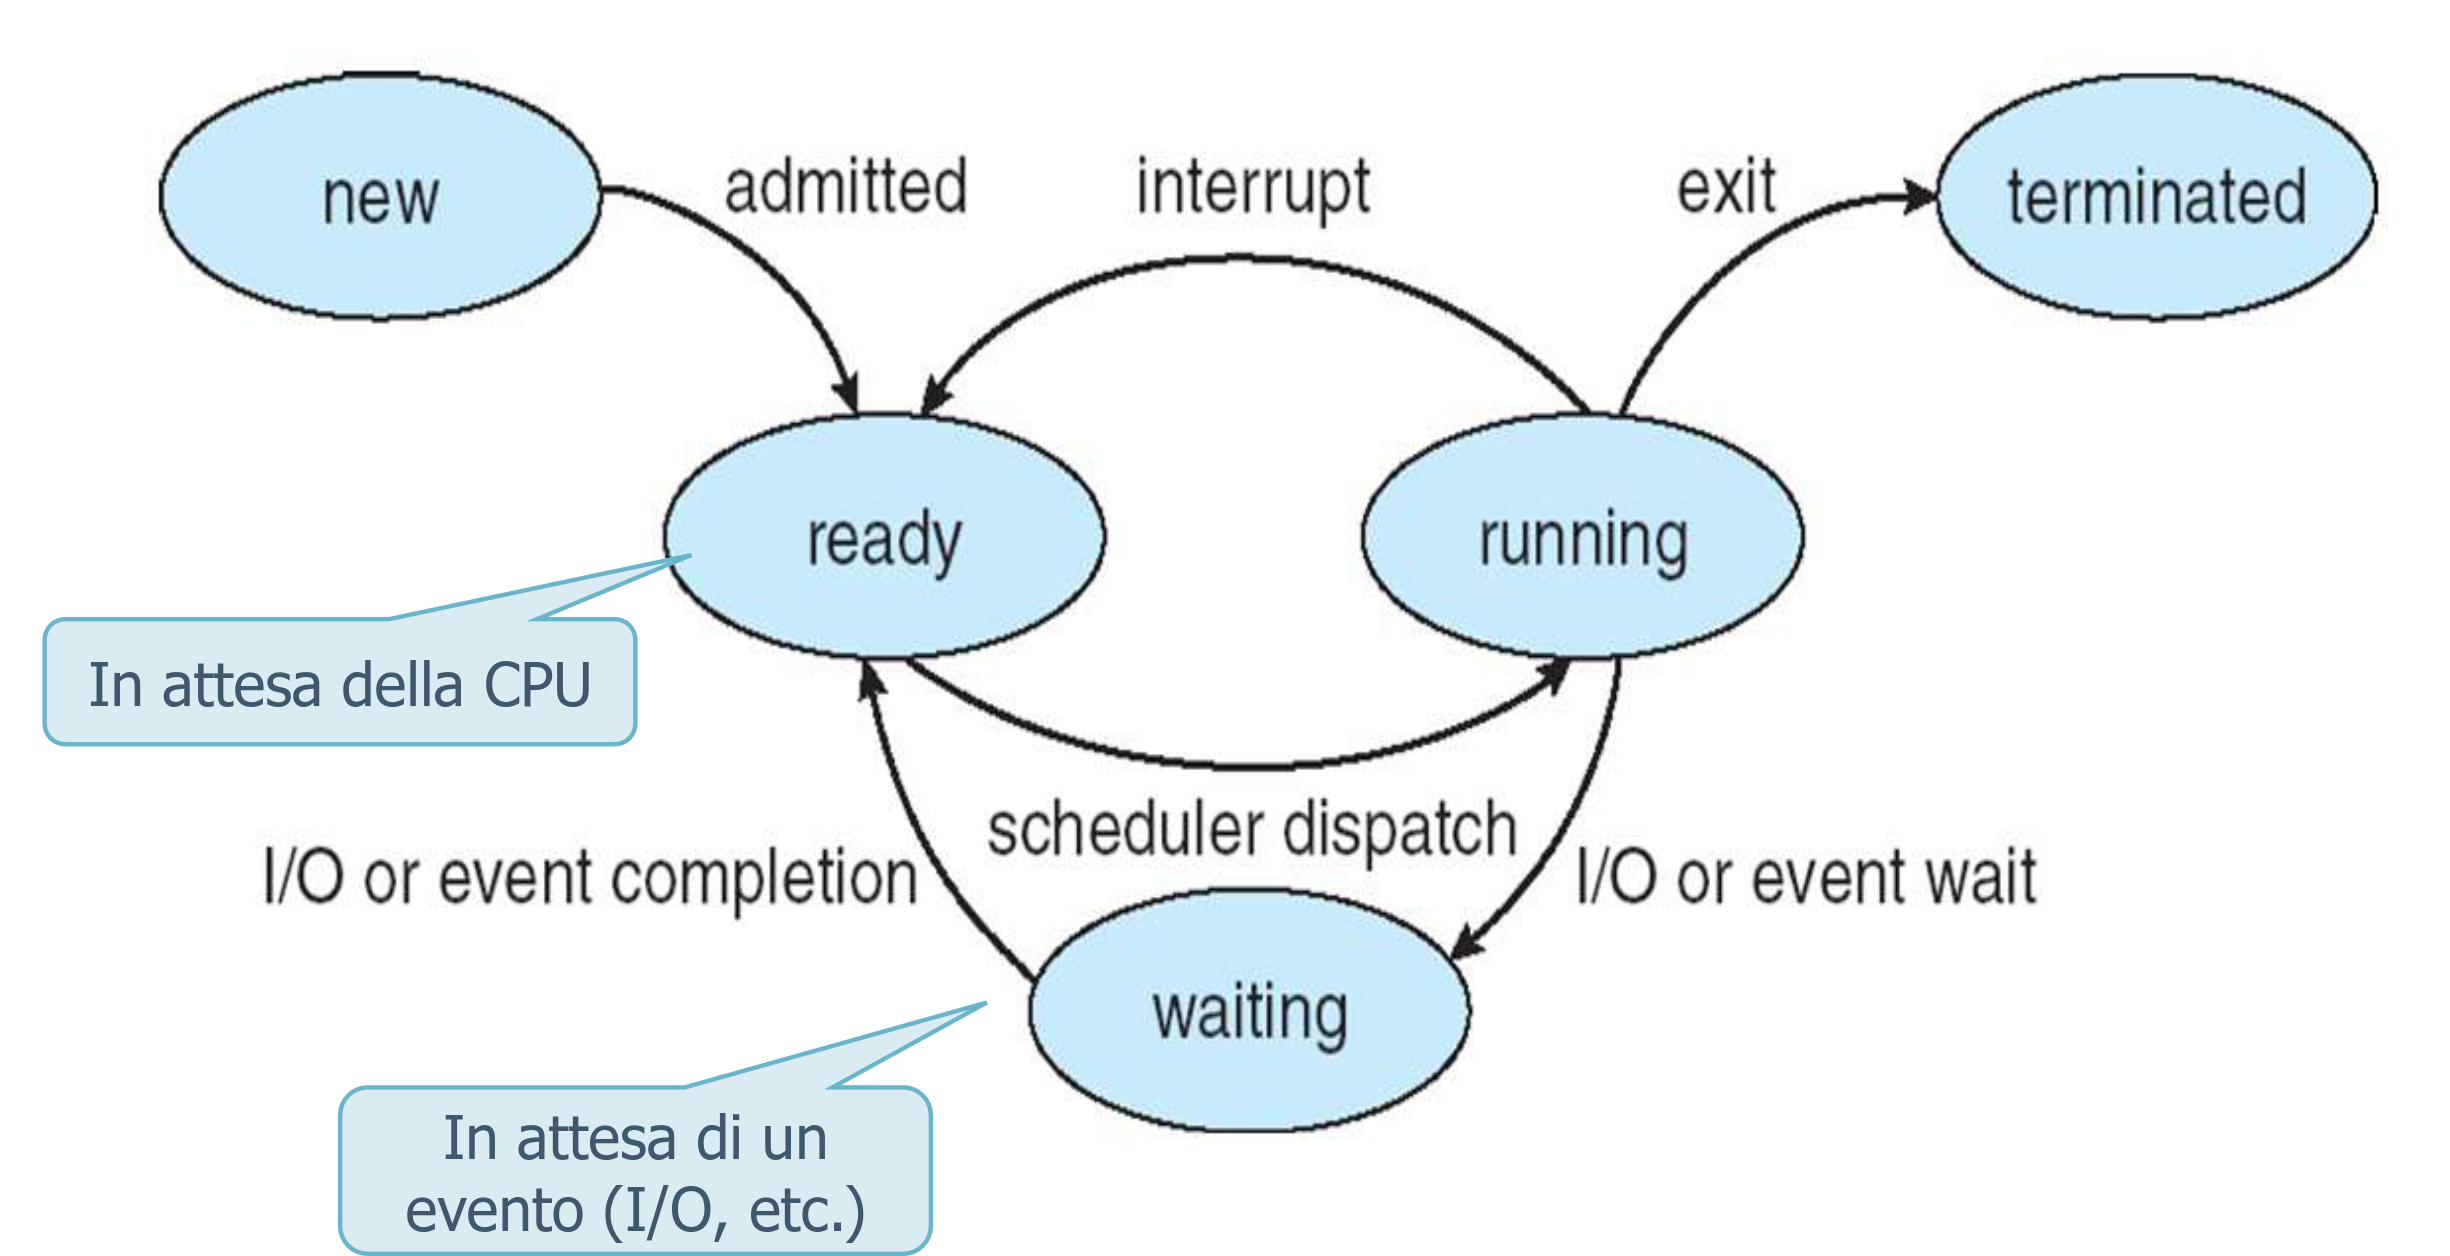 new
admitted
interrupt
exit
terminated
ready
running
In attesa della CPU
scheduler dispatch
I/O or event completion
I/O or event wait
waiting
In attesa di un
evento (I/O, etc.)